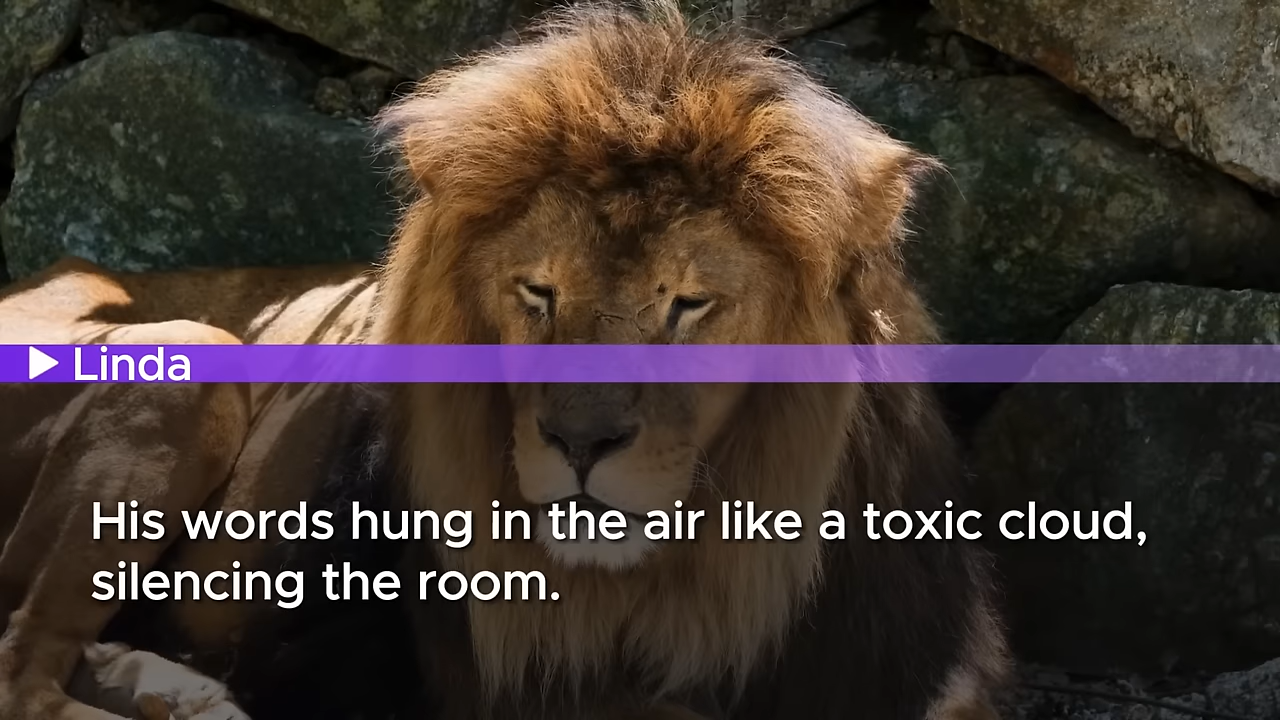 Linda
His words hung in the air like a toxic cloud,
silencing the room.